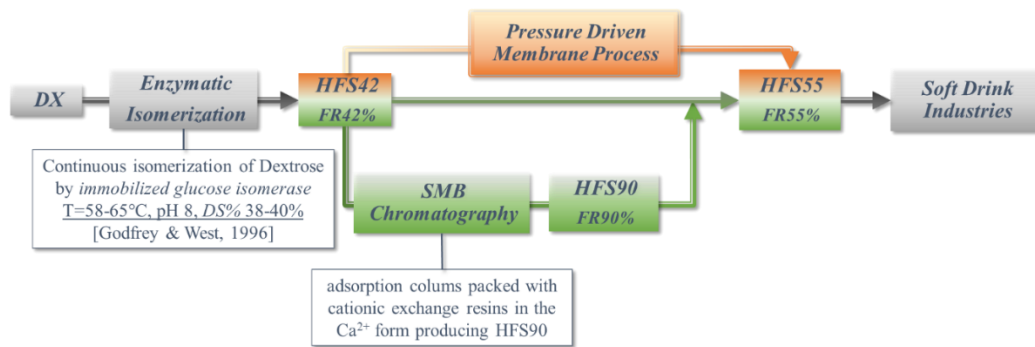 Pressure Driven
Membrane Process
DX
Enzymatic
Isomerization
HFS42
FR42%
HFS55
FR55%
Soft Drink
Industries
Continuous isomerization of Dextrose
by immobilized glucose isomerase
T=58-65°C, pH 8, DS% 38-40%
[Godfrey & West, 1996]
SMB
Chromatography
HFS90
FR90%
adsorption colums packed with
cationic exchange resins in the
Ca²⁺ form producing HFS90